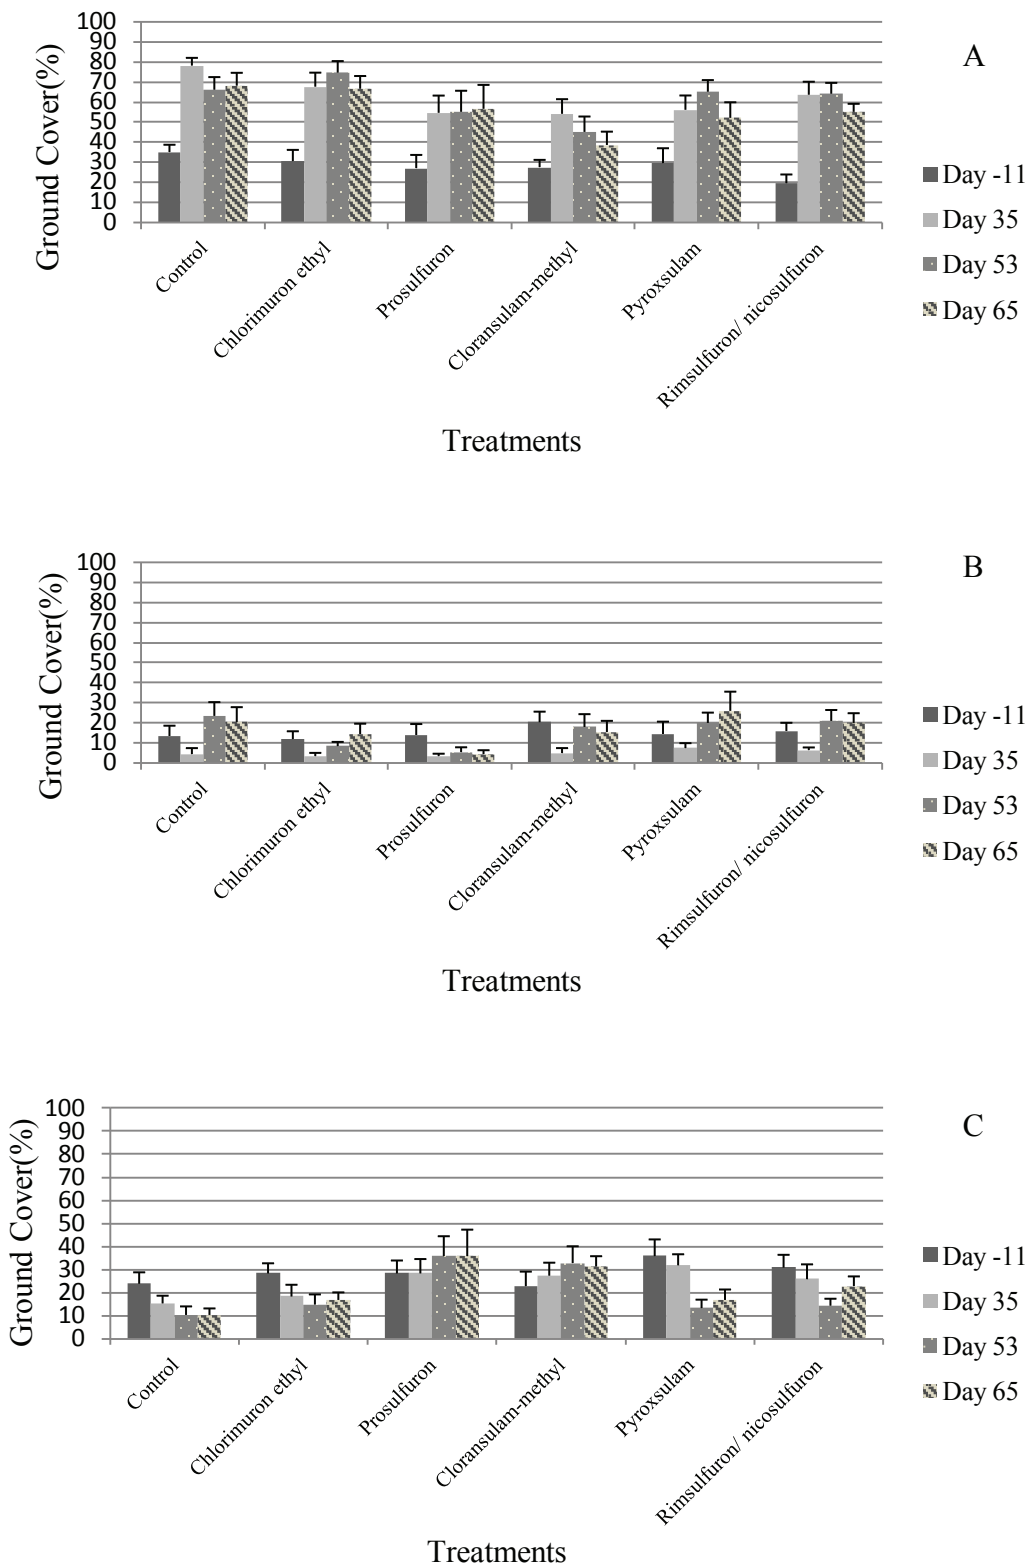 100
90
80
70
60
50
40
30
20
10
0
Ground Cover(%)
A
Day -11
Day 35
Day 53
Day 65
Control
Chlorimuron ethyl
Prosulfuron
Cloransulam-methyl
Pyroxsulam
Rimsulfuron/ nicosulfuron
Treatments
100
90
80
70
60
50
40
30
20
10
0
Ground Cover(%)
B
Day -11
Day 35
Day 53
Day 65
Control
Chlorimuron ethyl
Prosulfuron
Cloransulam-methyl
Pyroxsulam
Rimsulfuron/ nicosulfuron
Treatments
100
90
80
70
60
50
40
30
20
10
0
Ground Cover(%)
C
Day -11
Day 35
Day 53
Day 65
Control
Chlorimuron ethyl
Prosulfuron
Cloransulam-methyl
Pyroxsulam
Rimsulfuron/ nicosulfuron
Treatments